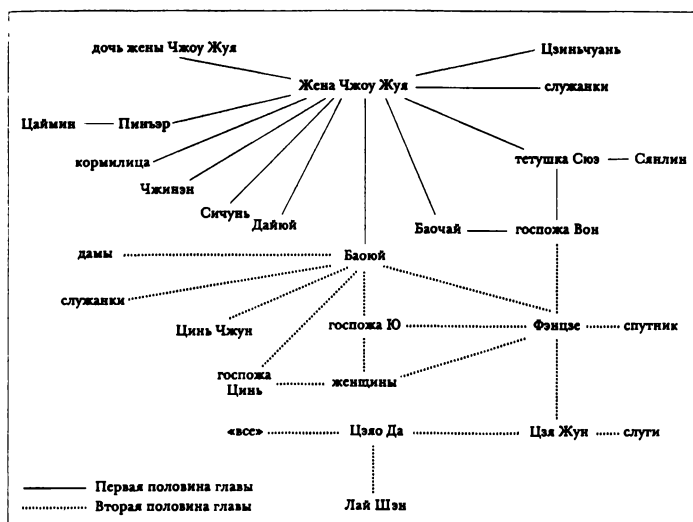 дочь жены Чжоу Жуя
Цзиньчуань
Жена Чжоу Жуя
служанки
Цаймин
Пинъэр
кормилица
тетушка Сюэ
Сянлин
Чжинэн
Сичунь
Дайюй
Баочай
госпожа Вон
дамы
Баоюй
служанки
Цинь Чжун
госпожа Ю
Фэнцзе
спутник
госпожа
Цинь
женщины
«все»
Цзяо Да
Цзя Жун
слуги
Первая половина главы
Вторая половина главы
Лай Шэн